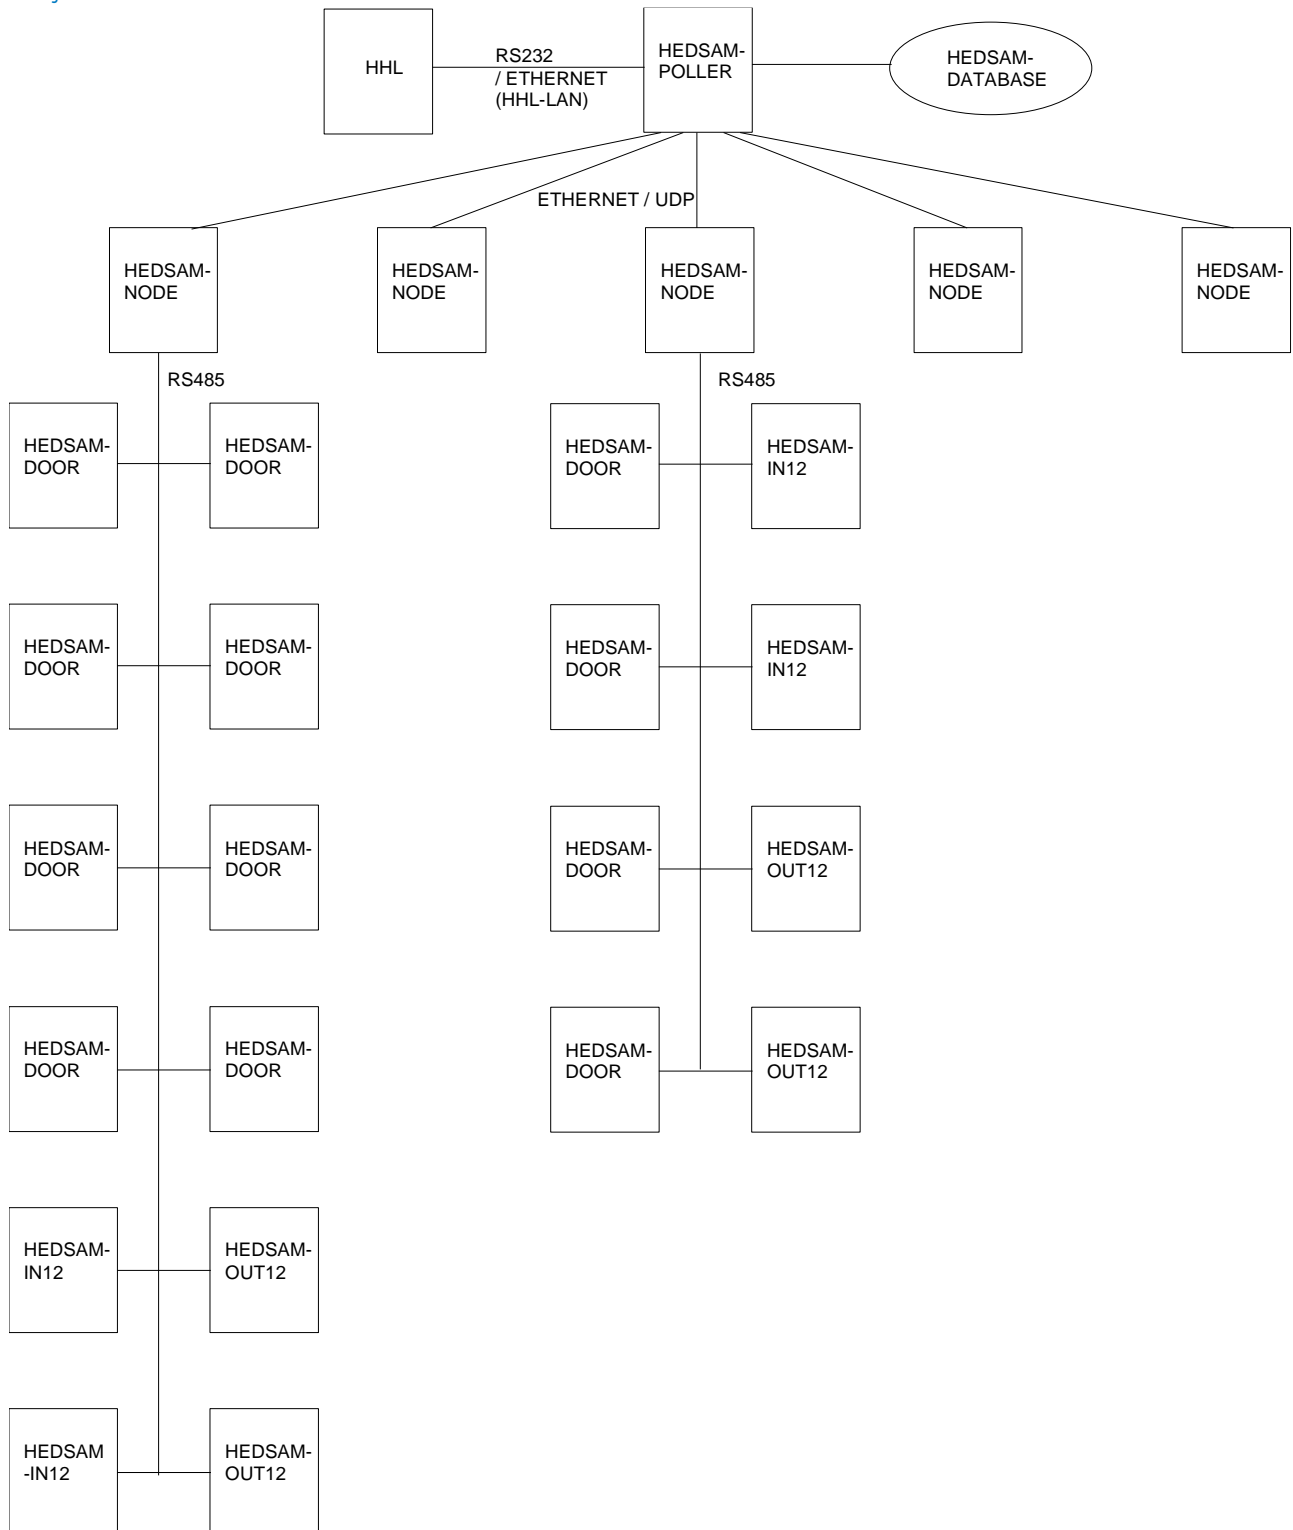 HHL
RS232
/ ETHERNET
(HHL-LAN)
HEDSAM-
POLLER
HEDSAM-
DATABASE
ETHERNET / UDP
HEDSAM-
NODE
HEDSAM-
NODE
HEDSAM-
NODE
HEDSAM-
NODE
HEDSAM-
NODE
RS485
RS485
HEDSAM-
DOOR
HEDSAM-
DOOR
HEDSAM-
DOOR
HEDSAM-
IN12
HEDSAM-
DOOR
HEDSAM-
DOOR
HEDSAM-
DOOR
HEDSAM-
IN12
HEDSAM-
DOOR
HEDSAM-
DOOR
HEDSAM-
DOOR
HEDSAM-
OUT12
HEDSAM-
DOOR
HEDSAM-
DOOR
HEDSAM-
DOOR
HEDSAM-
OUT12
HEDSAM-
IN12
HEDSAM-
OUT12
HEDSAM
-IN12
HEDSAM-
OUT12